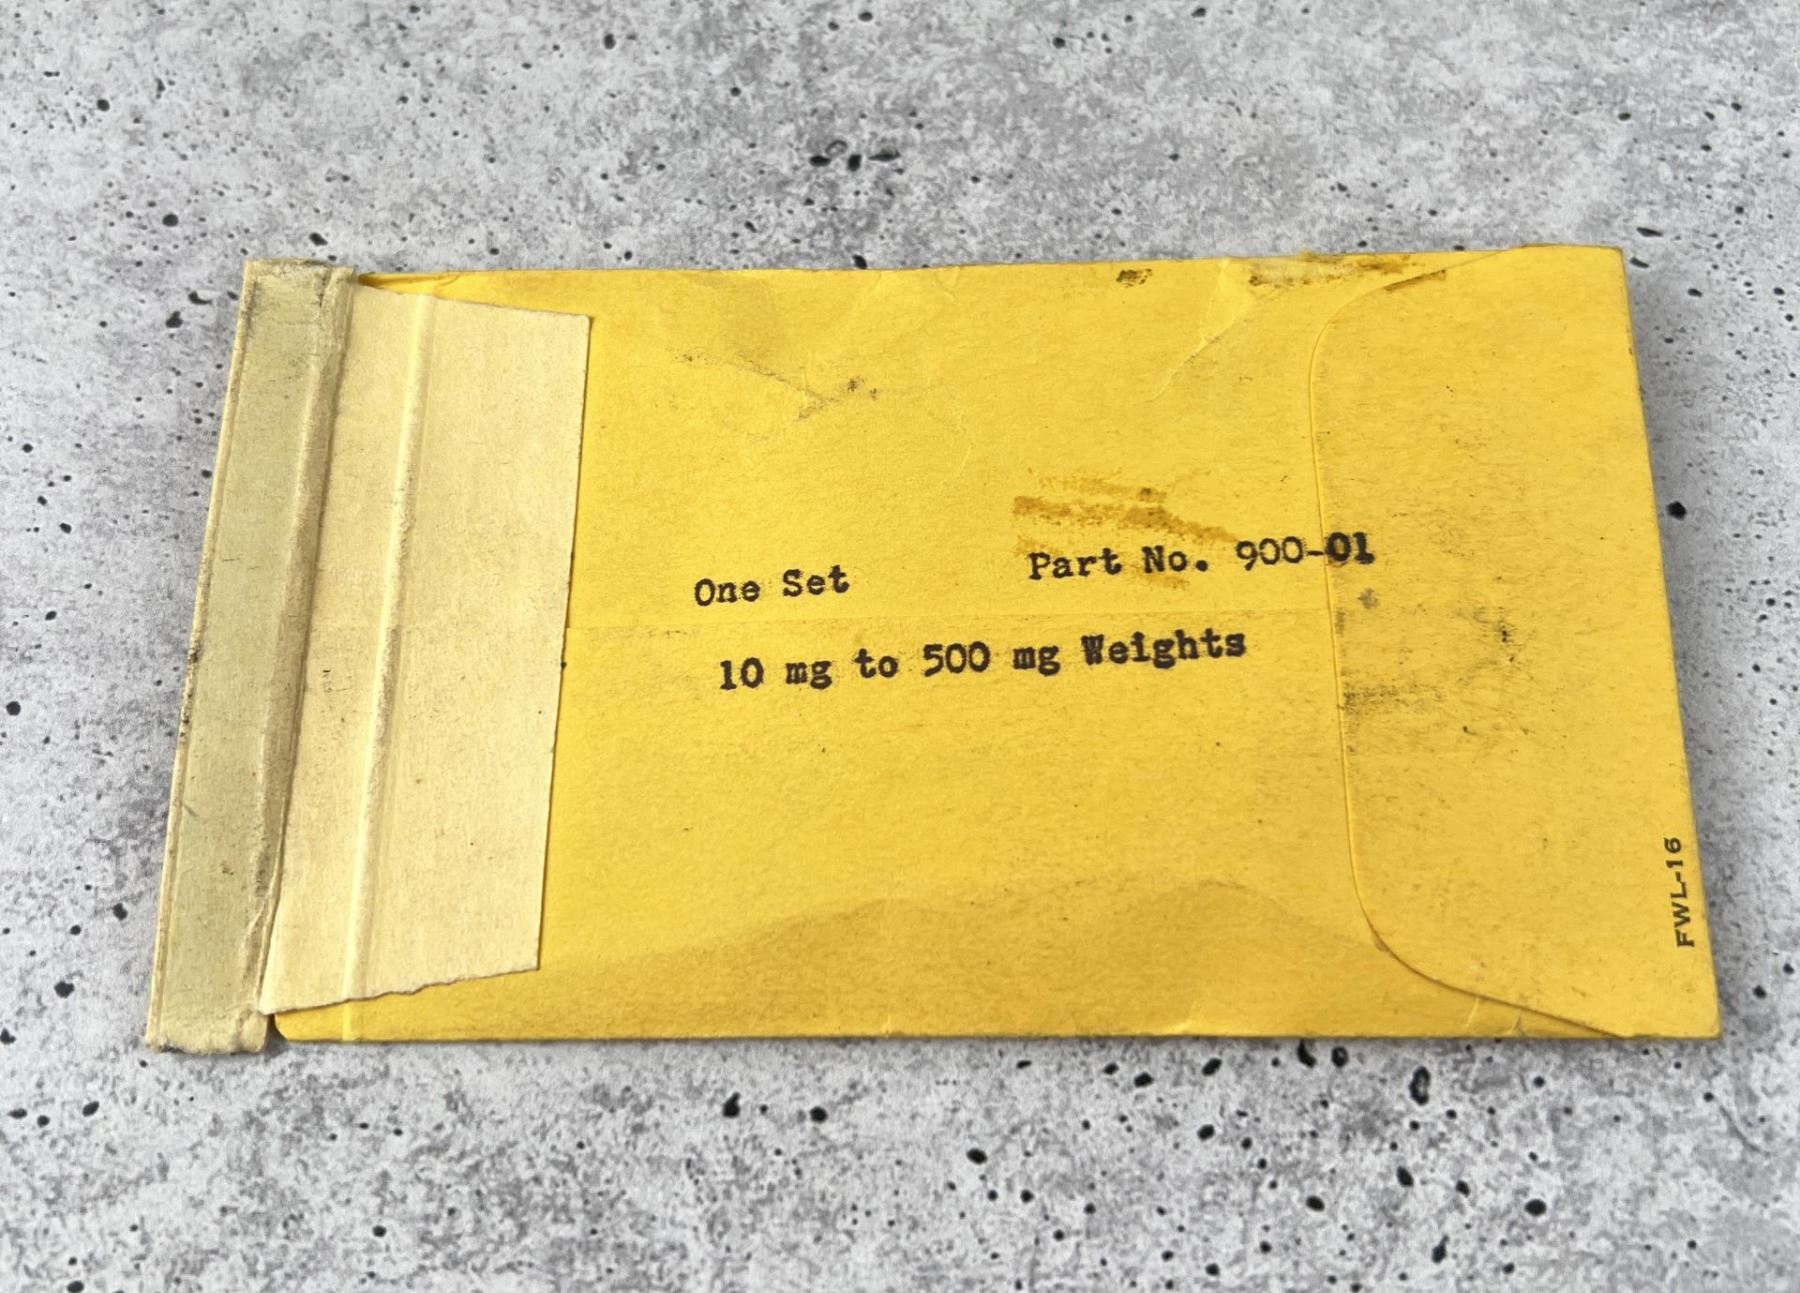 One Set Part No. 900-01
10 mg to 500 mg Weights
FWL-16